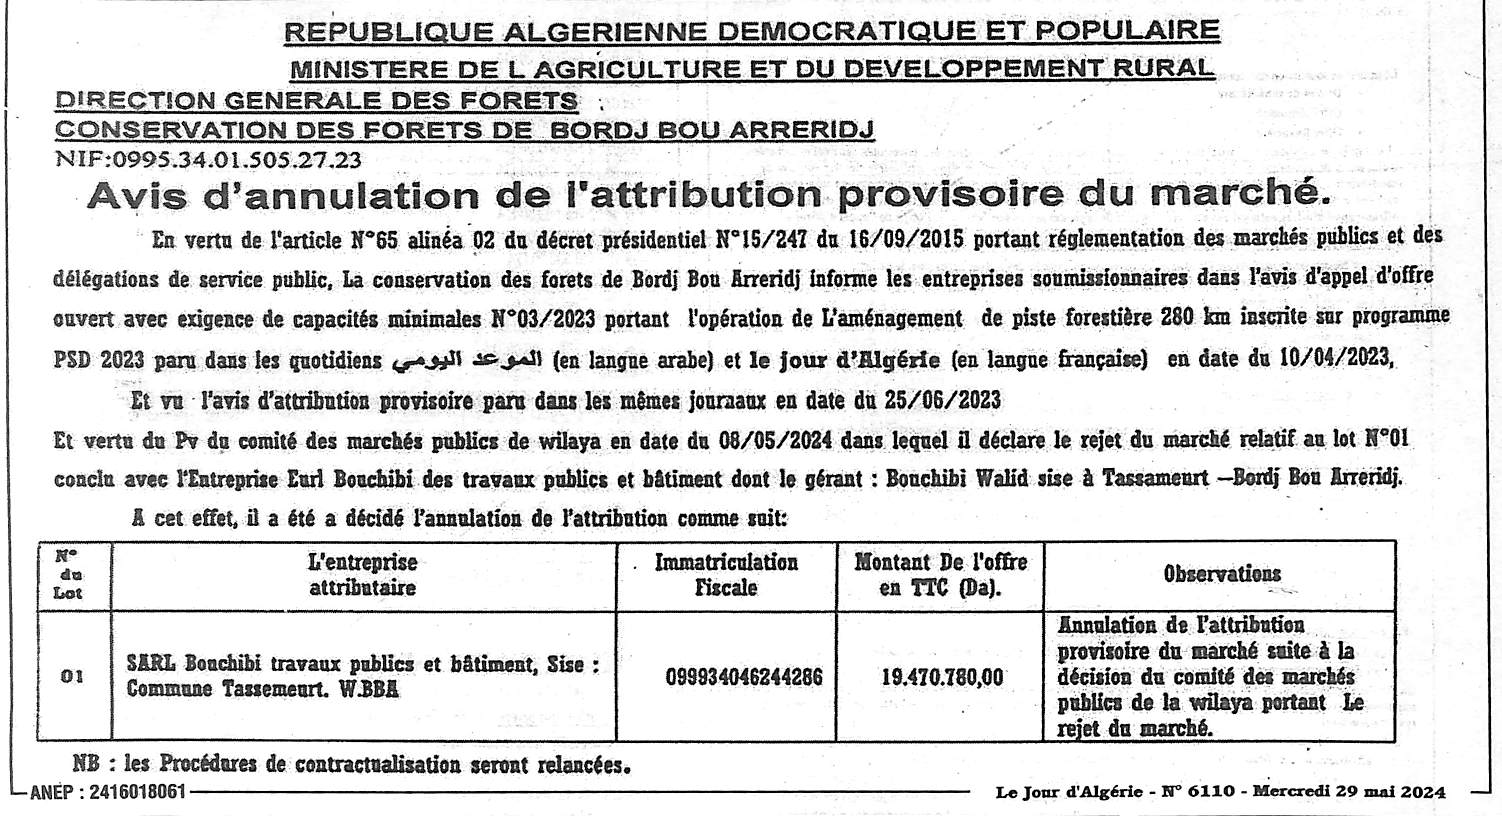 REPUBLIQUE ALGERIENNE DEMOCRATIQUE ET POPULAIRE
MINISTERE DE L AGRICULTURE ET DU DEVELOPPEMENT RURAL
DIRECTION GENERALE DES FORETS
CONSERVATION DES FORETS DE BORDJ BOU ARRERIDJ
NIF:0995.34.01.505.27.23
Avis d'annulation de l'attribution provisoire du marché.
En vertu de l'article N°65 alinéa 02 du décret présidentiel N°15/247 du 16/09/2015 portant réglementation des marchés publics et des
délégations de service public, La conservation des forets de Bordj Bou Arreridj informe les entreprises soumissionnaires dans l'avis d'appel d'offre
ouvert avec exigence de capacités minimales N°03/2023 portant l'opération de L'aménagement de piste forestière 280 km inscrite sur programme
PSD 2023 paru dans les quotidiens الموعد اليومي (en langue arabe) et le jour d'Algérie (en langue française) en date du 10/04/2023,
Et vu l'avis d'attribution provisoire paru dans les mêmes journaux en date du 25/06/2023
Et vertu du Pv du comité des marchés publics de wilaya en date du 08/05/2024 dans lequel il déclare le rejet du marché relatif au lot N°01
conclu avec l'Entreprise Eurl Bouchibi des travaux publics et bâtiment dont le gérant : Bouchibi Walid sise à Tassameurt –Bordj Bou Arreridj.
A cet effet, il a été a décidé l'annulation de l'attribution comme suit:
N° du Lot
L'entreprise attributaire
Immatriculation Fiscale
Montant De l'offre en TTC (Da).
Observations
01
SARL Bouchibi travaux publics et bâtiment, Sise :
Commune Tassemeurt. W.BBA
099934046244286
19.470.780,00
Annulation de l'attribution
provisoire du marché suite à la
décision du comité des marchés
publics de la wilaya portant Le
rejet du marché.
NB : les Procédures de contractualisation seront relancées.
ANEP : 2416018061
Le Jour d'Algérie - N° 6110 - Mercredi 29 mai 2024